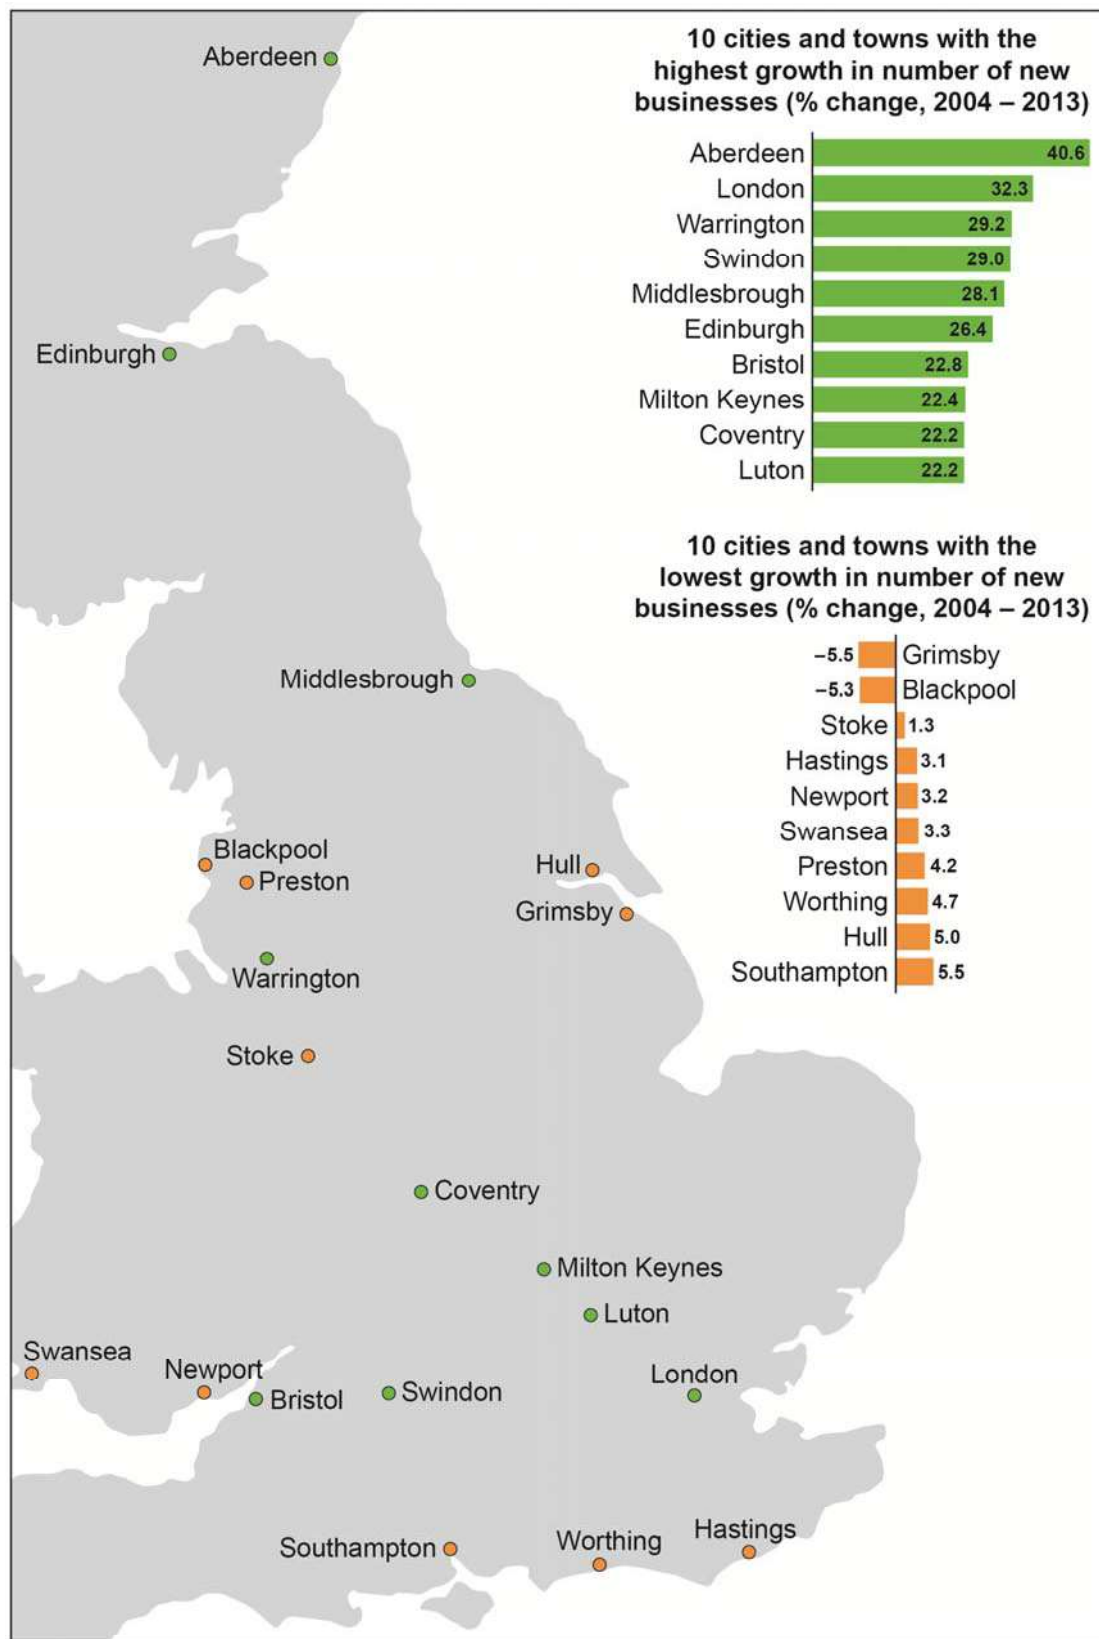 10 cities and towns with the
highest growth in number of new
businesses (% change, 2004 – 2013)
Aberdeen 40.6
London 32.3
Warrington 29.2
Swindon 29.0
Middlesbrough 28.1
Edinburgh 26.4
Bristol 22.8
Milton Keynes 22.4
Coventry 22.2
Luton 22.2
10 cities and towns with the
lowest growth in number of new
businesses (% change, 2004 – 2013)
–5.5 Grimsby
–5.3 Blackpool
Stoke 1.3
Hastings 3.1
Newport 3.2
Swansea 3.3
Preston 4.2
Worthing 4.7
Hull 5.0
Southampton 5.5
Aberdeen
Edinburgh
Middlesbrough
Blackpool
Preston
Hull
Grimsby
Warrington
Stoke
Coventry
Milton Keynes
Luton
Swansea
Newport
Bristol
Swindon
London
Southampton
Worthing
Hastings